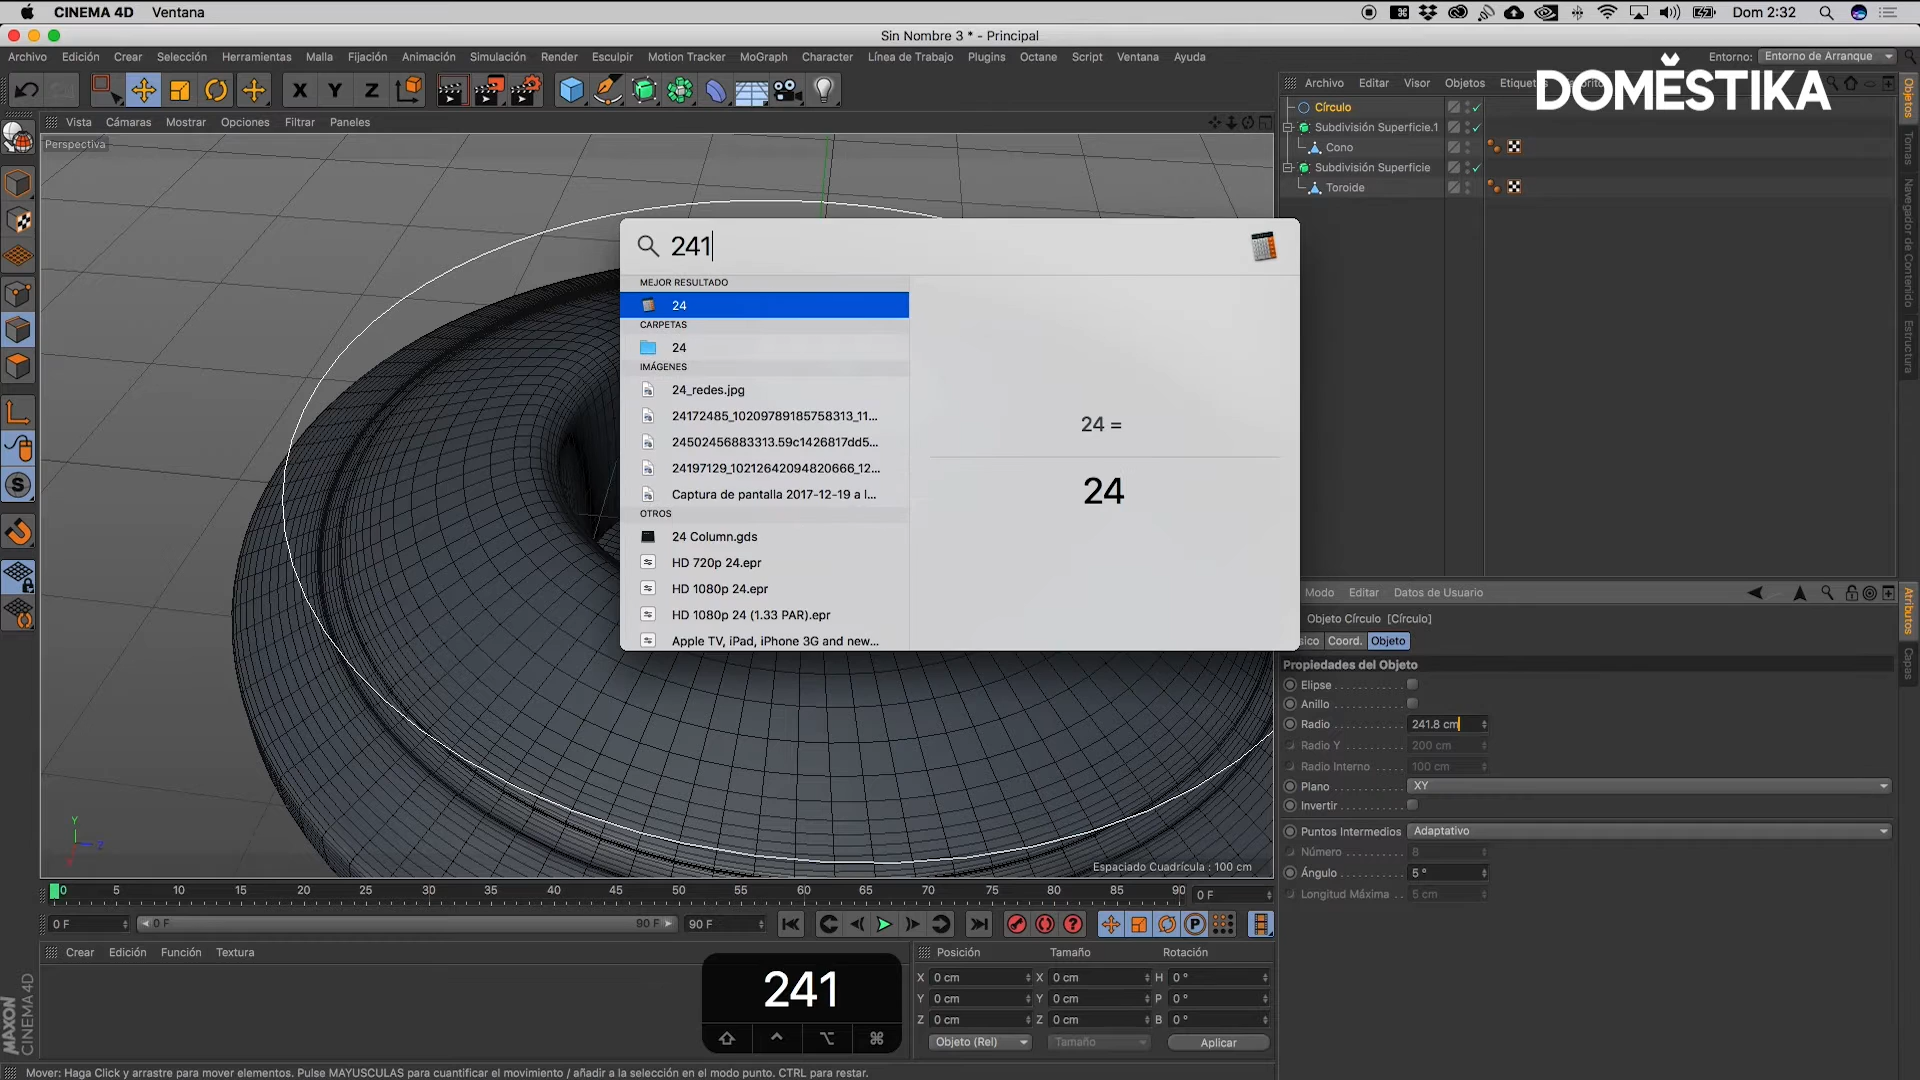 CINEMA 4D Ventana
Dom 2:32
Sin Nombre 3 * - Principal
Archivo Edición Crear Selección Herramientas Malla Fijación Animación Simulación Render Esculpir Motion Tracker MoGraph Character Línea de Trabajo Plugins Octane Script Ventana Ayuda
Entorno: Entorno de Arranque
X Y Z
Archivo Editar Visor Objetos
DOMĚSTIKA
Vista Cámaras Mostrar Opciones Filtrar Paneles
Perspectiva
Círculo
Subdivisión Superficie.1
Cono
Subdivisión Superficie
Toroide
Objetos
Tomas
Navegador de Contenido
Estructura
241
MEJOR RESULTADO
24
CARPETAS
24
IMÁGENES
24_redes.jpg
24172485_10209789185758313_11...
24502456883313.59c1426817dd5...
24197129_10212642094820666_12...
Captura de pantalla 2017-12-19 a l...
OTROS
24 Column.gds
HD 720p 24.epr
HD 1080p 24.epr
HD 1080p 24 (1.33 PAR).epr
Apple TV, iPad, iPhone 3G and new...
24 =
24
Modo Editar Datos de Usuario
Objeto Círculo [Círculo]
Coord. Objeto
Propiedades del Objeto
Elipse
Anillo
Radio 241.8 cm
Radio Y 200 cm
Radio Interno 100 cm
Plano XY
Invertir
Puntos Intermedios Adaptativo
Número 8
Ángulo 5 °
Longitud Máxima 5 cm
Atributos
Capas
Y
Z
X
Espaciado Cuadrícula : 100 cm
0 5 10 15 20 25 30 35 40 45 50 55 60 65 70 75 80 85 90 0 F
0 F 0 F 90 F 90 F
Crear Edición Función Textura
Posición Tamaño Rotación
X 0 cm X 0 cm H 0 °
Y 0 cm Y 0 cm P 0 °
Z 0 cm Z 0 cm B 0 °
Objeto (Rel) Tamaño Aplicar
241
MAXON
CINEMA 4D
Mover: Haga Click y arrastre para mover elementos. Pulse MAYUSCULAS para cuantificar el movimiento / añadir a la selección en el modo punto. CTRL para restar.